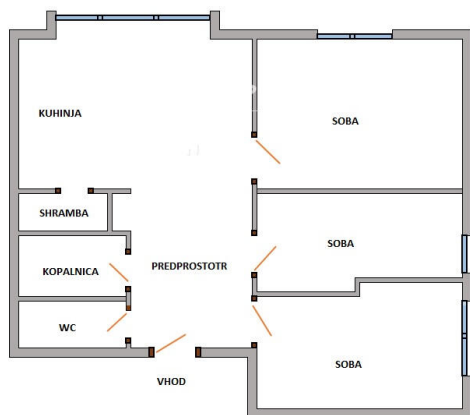 KUHINJA
SOBA
SHRAMBA
SOBA
KOPALNICA
PREDPROSTOTR
WC
SOBA
VHOD